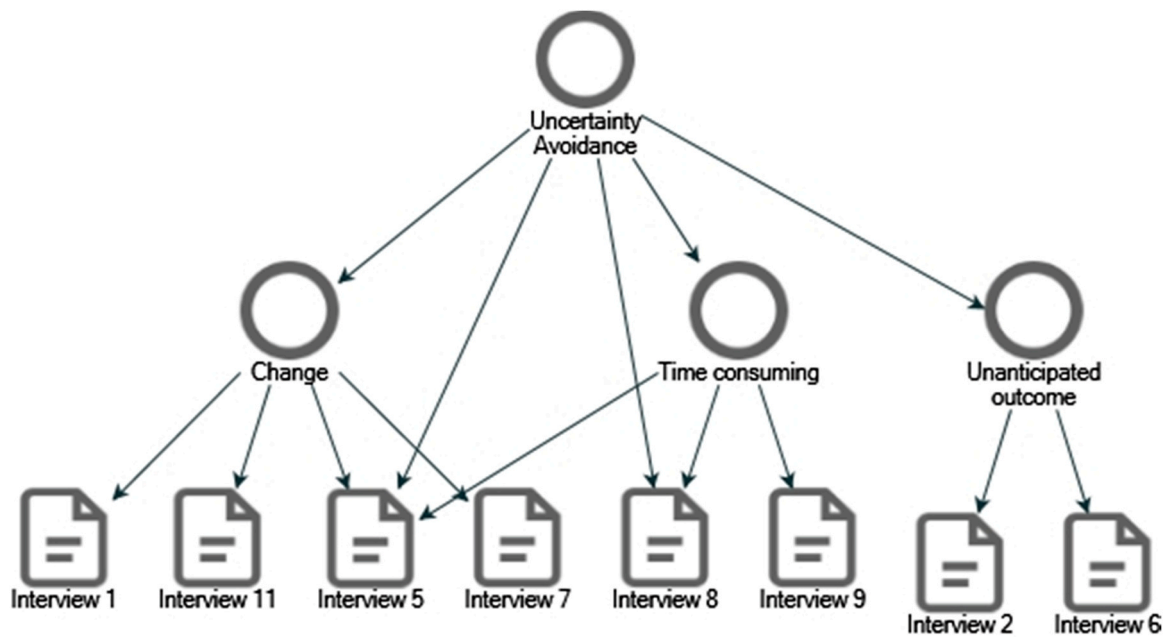 Uncertainty
Avoidance
Change
Time consuming
Unanticipated
outcome
Interview 1
Interview 11
Interview 5
Interview 7
Interview 8
Interview 9
Interview 2
Interview 6